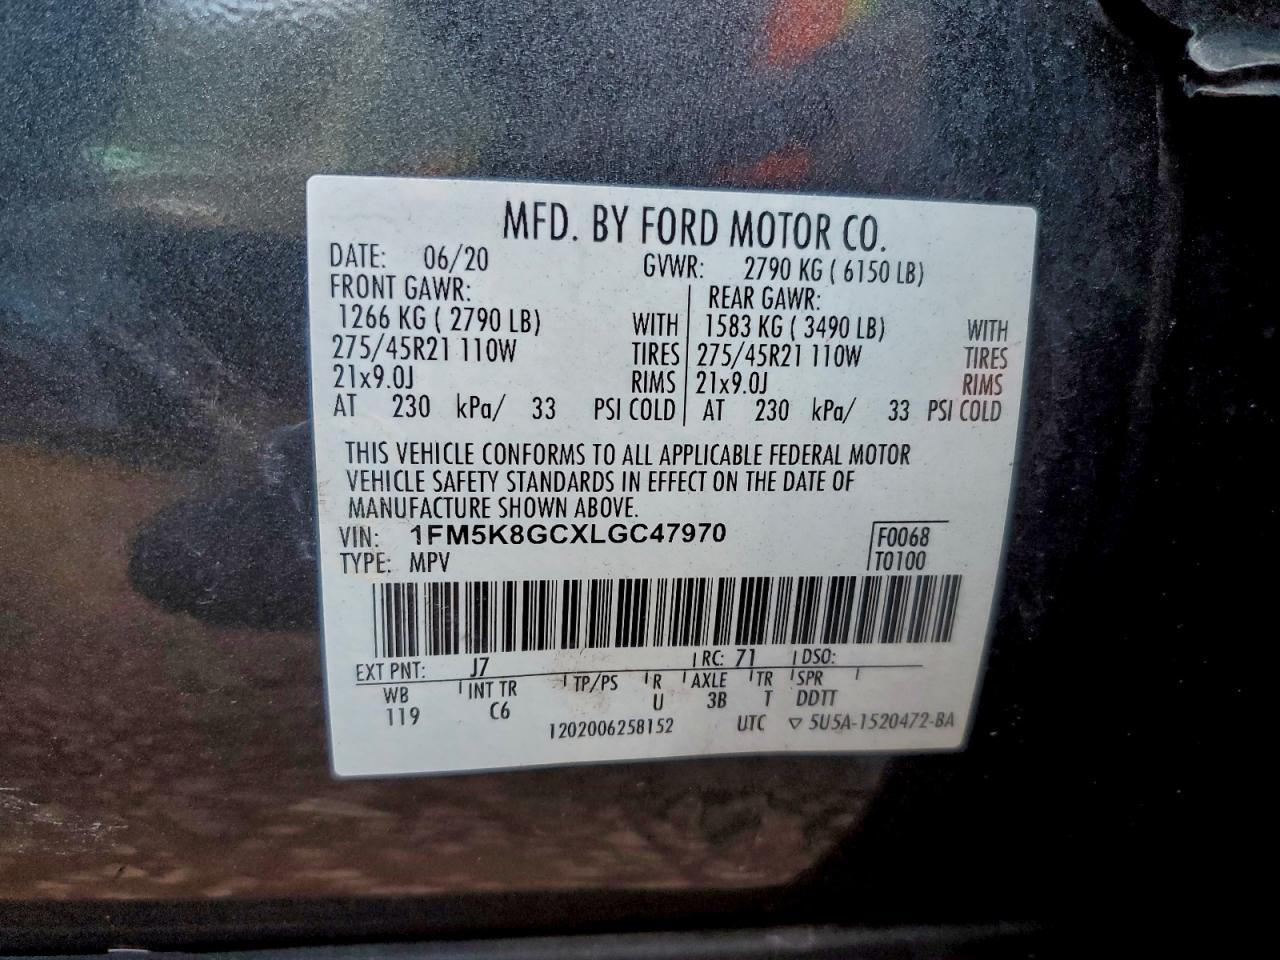 MFD. BY FORD MOTOR CO.
DATE: 06/20 GVWR: 2790 KG ( 6150 LB)
FRONT GAWR: REAR GAWR:
1266 KG ( 2790 LB) WITH 1583 KG ( 3490 LB) WITH
275/45R21 110W TIRES 275/45R21 110W TIRES
21x9.0J RIMS 21x9.0J RIMS
AT 230 kPa/ 33 PSI COLD AT 230 kPa/ 33 PSI COLD
THIS VEHICLE CONFORMS TO ALL APPLICABLE FEDERAL MOTOR
VEHICLE SAFETY STANDARDS IN EFFECT ON THE DATE OF
MANUFACTURE SHOWN ABOVE.
VIN: 1FM5K8GCXLGC47970 F0068
TYPE: MPV T0100
EXT PNT: J7 RC: 71 DSO:
WB INT TR TP/PS R AXLE TR SPR
119 C6 U 3B T DDTT
1202006258152 UTC ▽ 5U5A-1520472-BA